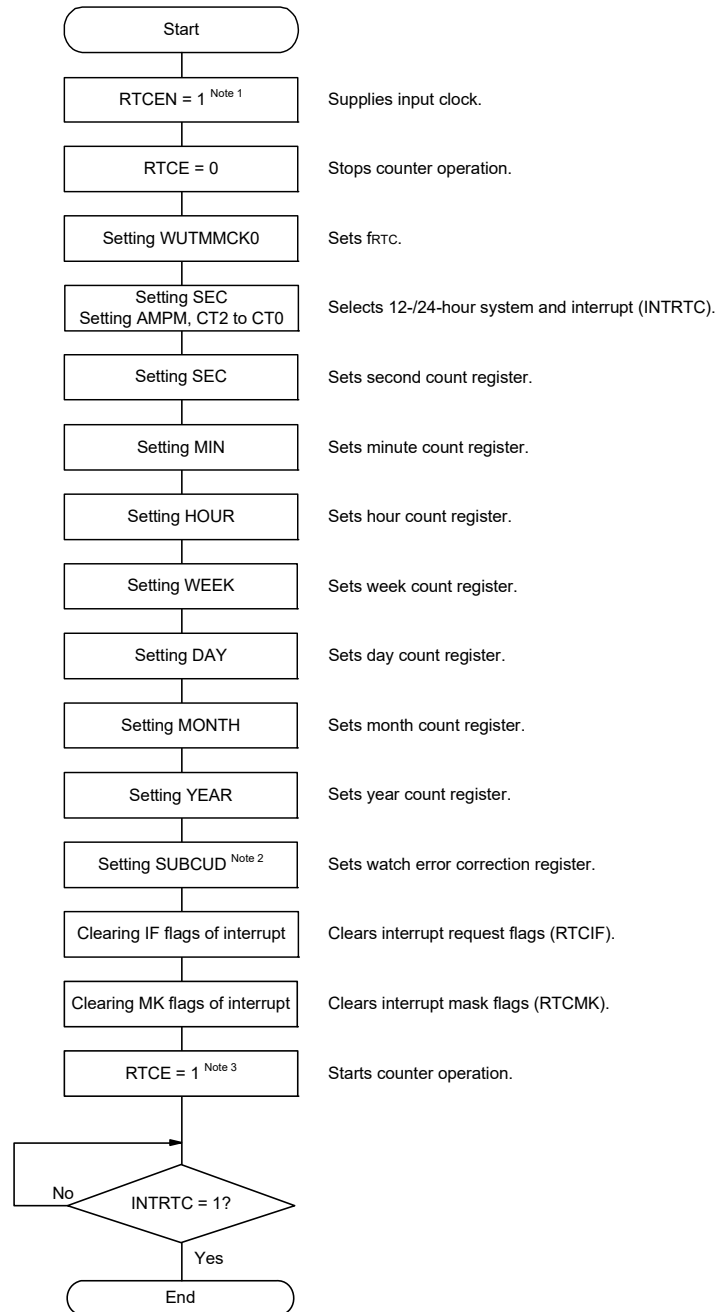 Start
RTCEN = 1 Note 1
Supplies input clock.
RTCE = 0
Stops counter operation.
Setting WUTMMCK0
Sets fRTC.
Setting SEC
Setting AMPM, CT2 to CT0
Selects 12-/24-hour system and interrupt (INTRTC).
Setting SEC
Sets second count register.
Setting MIN
Sets minute count register.
Setting HOUR
Sets hour count register.
Setting WEEK
Sets week count register.
Setting DAY
Sets day count register.
Setting MONTH
Sets month count register.
Setting YEAR
Sets year count register.
Setting SUBCUD Note 2
Sets watch error correction register.
Clearing IF flags of interrupt
Clears interrupt request flags (RTCIF).
Clearing MK flags of interrupt
Clears interrupt mask flags (RTCMK).
RTCE = 1 Note 3
Starts counter operation.
No
INTRTC = 1?
Yes
End